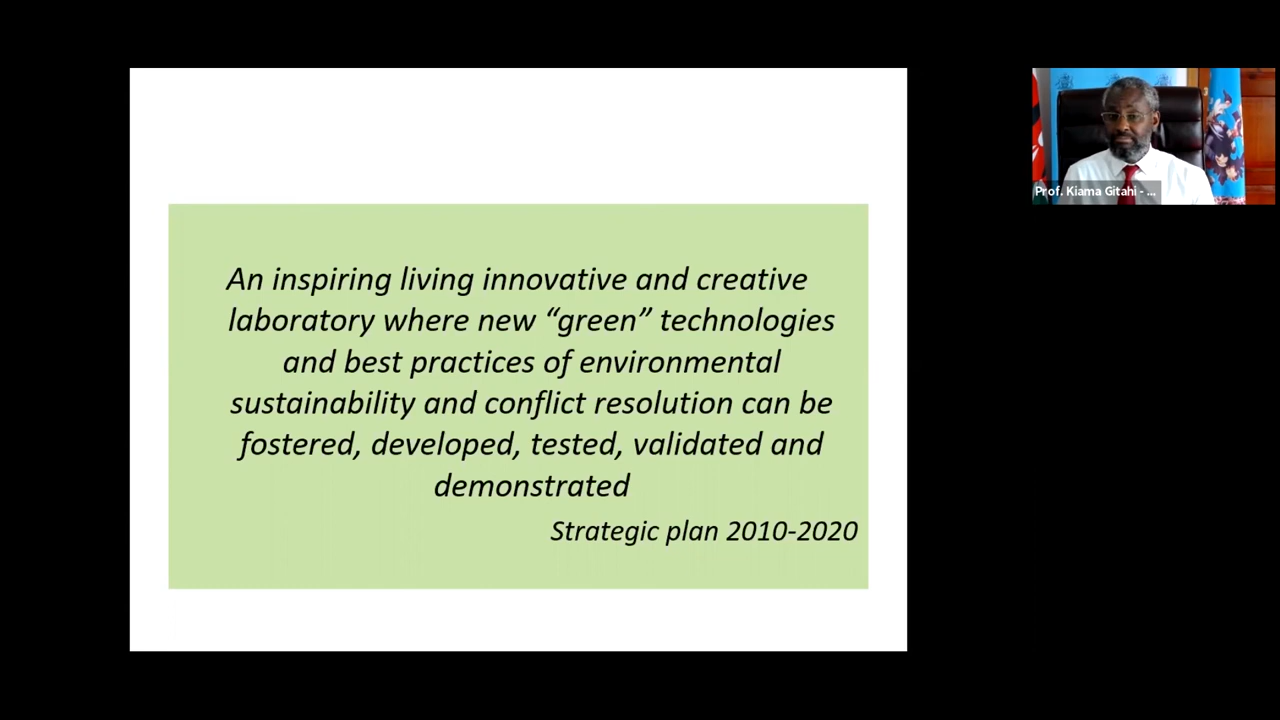 An inspiring living innovative and creative
laboratory where new “green” technologies
and best practices of environmental
sustainability and conflict resolution can be
fostered, developed, tested, validated and
demonstrated
Strategic plan 2010-2020
Prof. Kiama Gitahi - ...